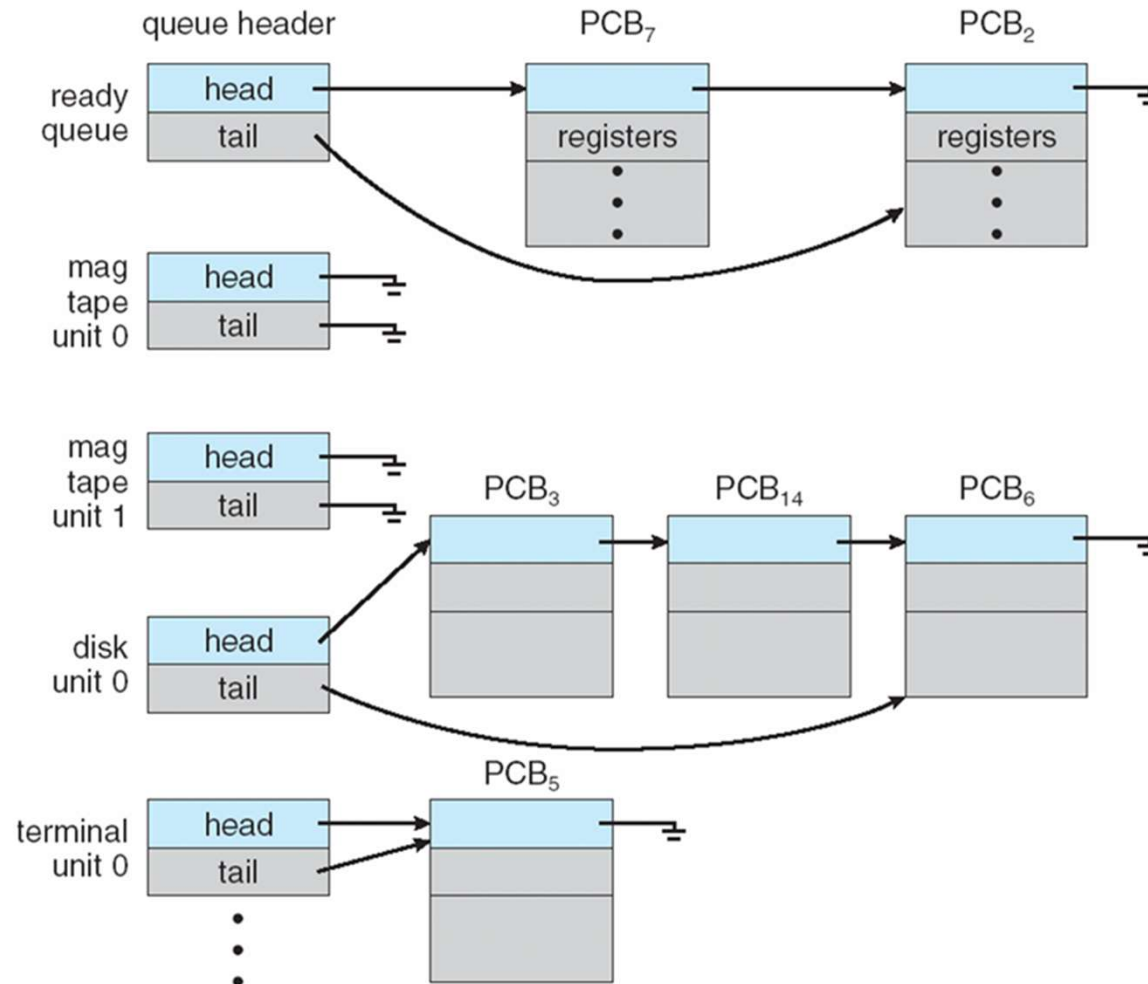 queue header
PCB₇
PCB₂
ready
queue
head
tail
registers
registers
mag
tape
unit 0
head
tail
mag
tape
unit 1
head
tail
PCB₃
PCB₁₄
PCB₆
disk
unit 0
head
tail
PCB₅
terminal
unit 0
head
tail